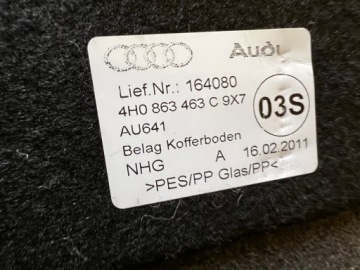 Audi
Lief.Nr.: 164080
4H0 863 463 C 9X7
03S
AU641
Belag Kofferboden
NHG A 16.02.2011
>PES/PP Glas/PP<